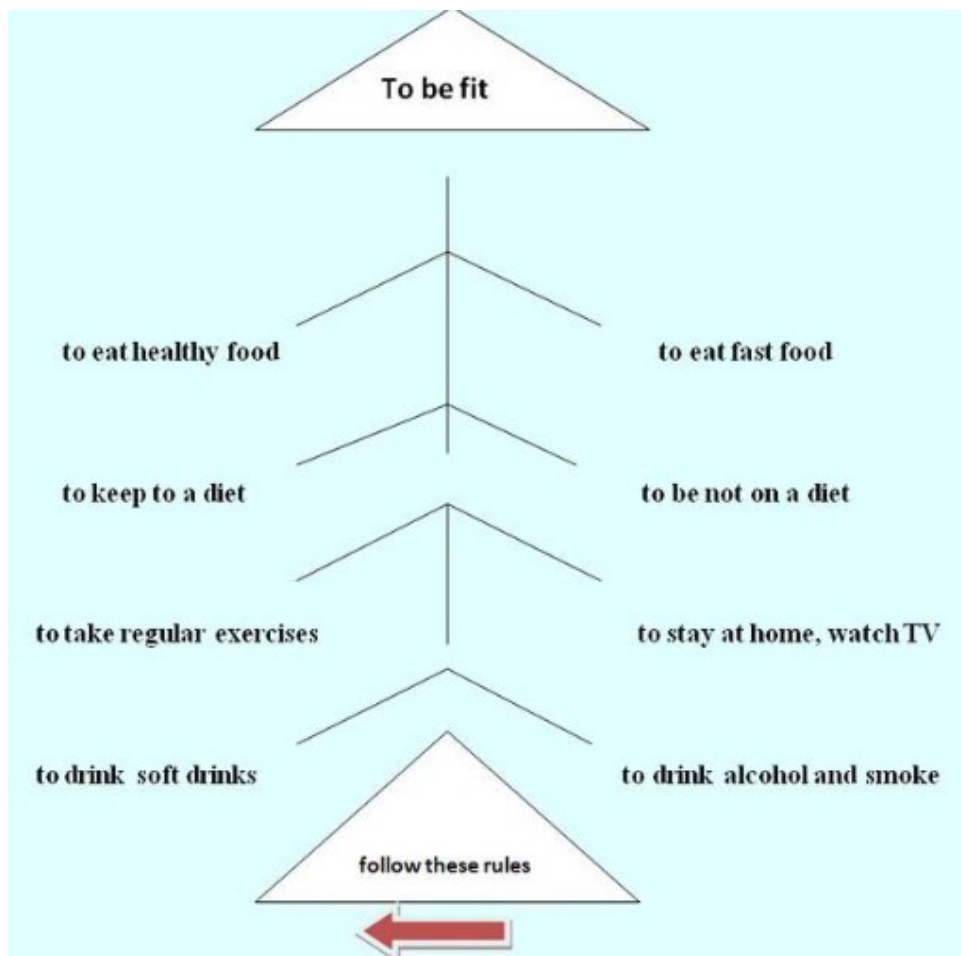 To be fit
to eat healthy food
to eat fast food
to keep to a diet
to be not on a diet
to take regular exercises
to stay at home, watch TV
to drink soft drinks
to drink alcohol and smoke
follow these rules